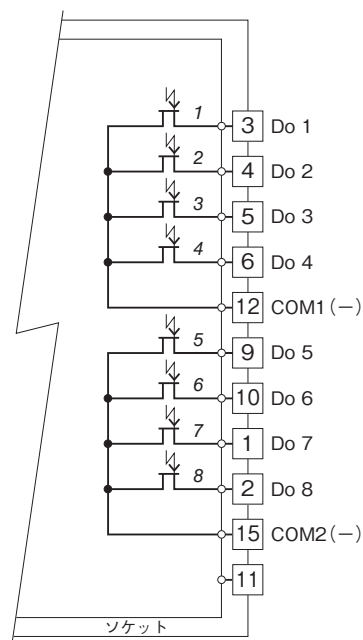 1 3 Do 1
2 4 Do 2
3 5 Do 3
4 6 Do 4
12 COM1(−)
5 9 Do 5
6 10 Do 6
7 1 Do 7
8 2 Do 8
15 COM2(−)
11
ソケット